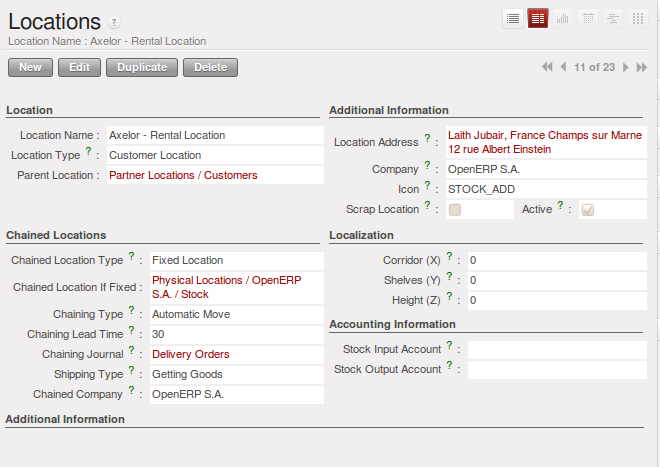 Locations ?
Location Name : Axelor - Rental Location
New Edit Duplicate Delete 11 of 23
Location
Location Name : Axelor - Rental Location
Location Type ? : Customer Location
Parent Location : Partner Locations / Customers
Additional Information
Location Address ? : Laith Jubair, France Champs sur Marne
12 rue Albert Einstein
Company ? : OpenERP S.A.
Icon ? : STOCK_ADD
Scrap Location ? : Active ? :
Chained Locations
Chained Location Type ? : Fixed Location
Chained Location If Fixed : Physical Locations / OpenERP
S.A. / Stock
Chaining Type ? : Automatic Move
Chaining Lead Time ? : 30
Chaining Journal ? : Delivery Orders
Shipping Type ? : Getting Goods
Chained Company ? : OpenERP S.A.
Localization
Corridor (X) ? : 0
Shelves (Y) ? : 0
Height (Z) ? : 0
Accounting Information
Stock Input Account ? :
Stock Output Account ? :
Additional Information